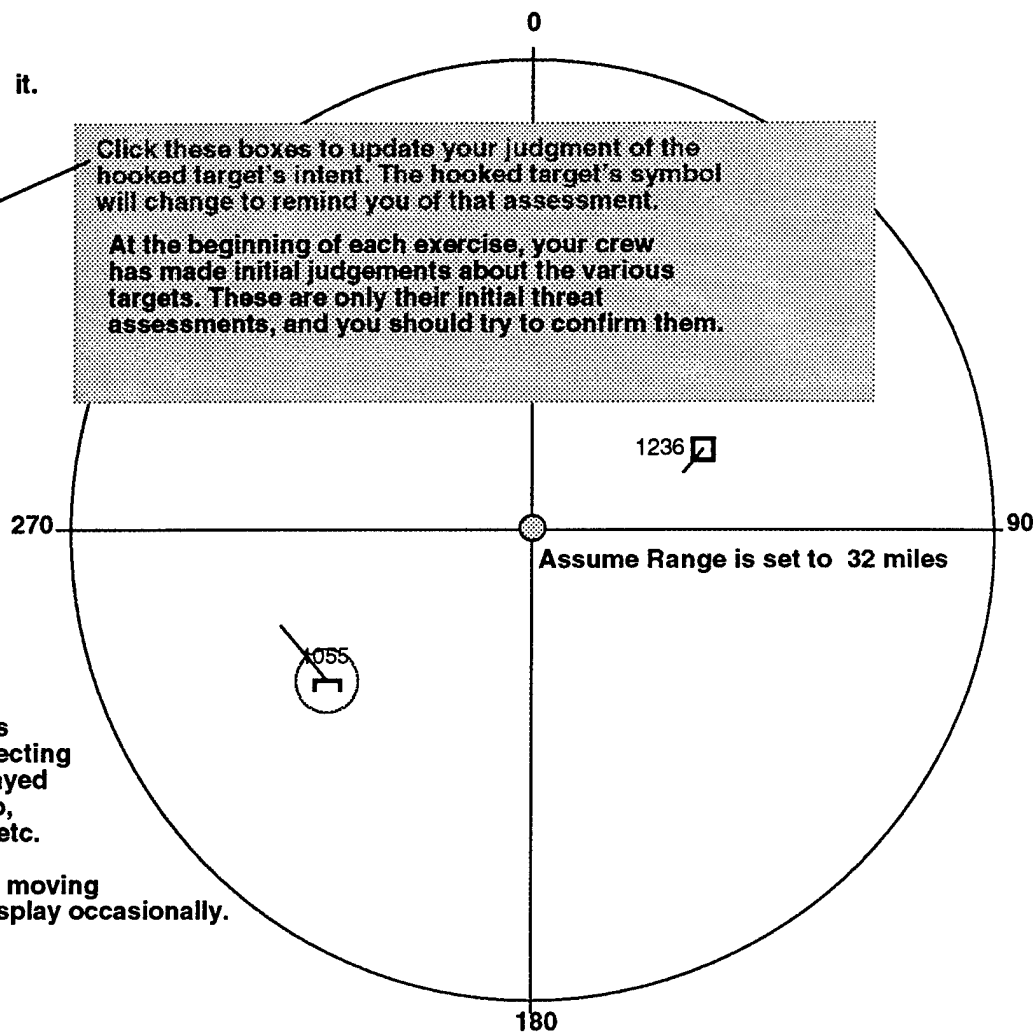 0
it.
Click these boxes to update your judgment of the
hooked target's intent. The hooked target's symbol
will change to remind you of that assessment.
At the beginning of each exercise, your crew
has made initial judgements about the various
targets. These are only their initial threat
assessments, and you should try to confirm them.
1236
270
90
Assume Range is set to 32 miles
1055
etc.
moving
occasionally.
180